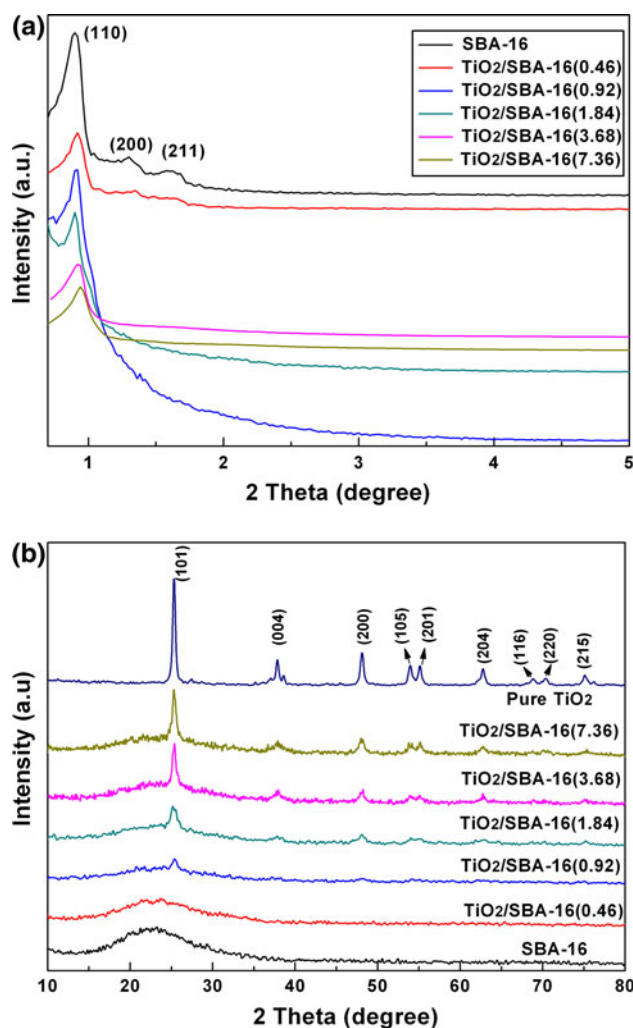 (a)
(110)
(200)
(211)
SBA-16
TiO2/SBA-16(0.46)
TiO2/SBA-16(0.92)
TiO2/SBA-16(1.84)
TiO2/SBA-16(3.68)
TiO2/SBA-16(7.36)
Intensity (a.u.)
1 2 3 4 5
2 Theta (degree)
(b)
(101)
(004)
(200)
(105)
(201)
(204)
(116)
(220)
(215)
Pure TiO2
TiO2/SBA-16(7.36)
TiO2/SBA-16(3.68)
TiO2/SBA-16(1.84)
TiO2/SBA-16(0.92)
TiO2/SBA-16(0.46)
SBA-16
Intensity (a.u)
10 20 30 40 50 60 70 80
2 Theta (degree)